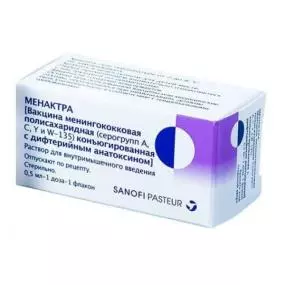 МЕНАКТРА
[Вакцина менингококковая
полисахаридная (серогрупп A,
C, Y и W-135) конъюгированная
с дифтерийным анатоксином]
Раствор для внутримышечного введения
Отпускают по рецепту.
Стерильно.
0,5 мл-1 доза-1 флакон
SANOFI PASTEUR